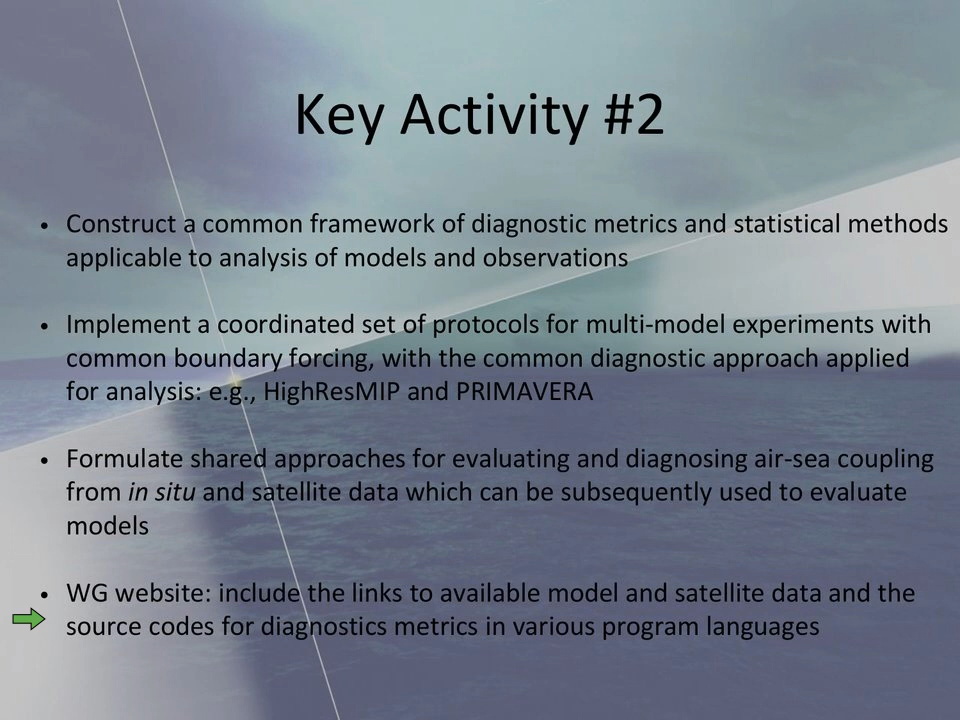 Key Activity #2
• Construct a common framework of diagnostic metrics and statistical methods
applicable to analysis of models and observations
• Implement a coordinated set of protocols for multi-model experiments with
common boundary forcing, with the common diagnostic approach applied
for analysis: e.g., HighResMIP and PRIMAVERA
• Formulate shared approaches for evaluating and diagnosing air-sea coupling
from in situ and satellite data which can be subsequently used to evaluate
models
• WG website: include the links to available model and satellite data and the
source codes for diagnostics metrics in various program languages